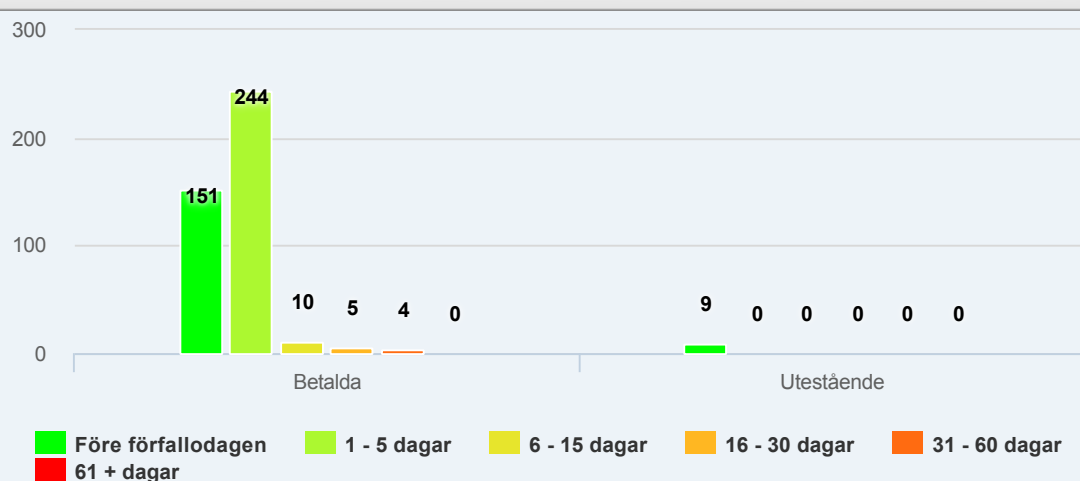 300
244
200
151
100
10 5 4 0 9 0 0 0 0 0
0
Betalda Utestående
Före förfallodagen 1 - 5 dagar 6 - 15 dagar 16 - 30 dagar 31 - 60 dagar
61 + dagar